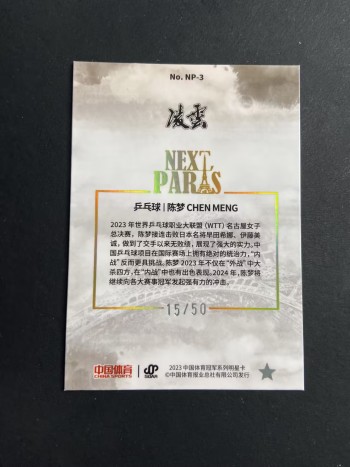 No. NP-3
凌雲
NEXT
PARIS
乒乓球 | 陈梦 CHEN MENG
2023 年世界乒乓球职业大联盟 (WTT) 名古屋女子
总决赛，陈梦接连击败日本名将早田希娜、伊藤美
诚，做到了交手以来无败绩，展现了强大的实力。中
国乒乓球项目在国际赛场上拥有绝对的统治力，“内
战”反而更具挑战。陈梦 2023 年不仅在“外战”中大
杀四方，在“内战”中也有出色表现。2024 年，陈梦将
继续向各大赛事冠军发起强有力的冲击。
15/50
中国体育
CHINA SPORTS
2023 中国体育冠军系列明星卡
©中国体育报业总社有限公司发行